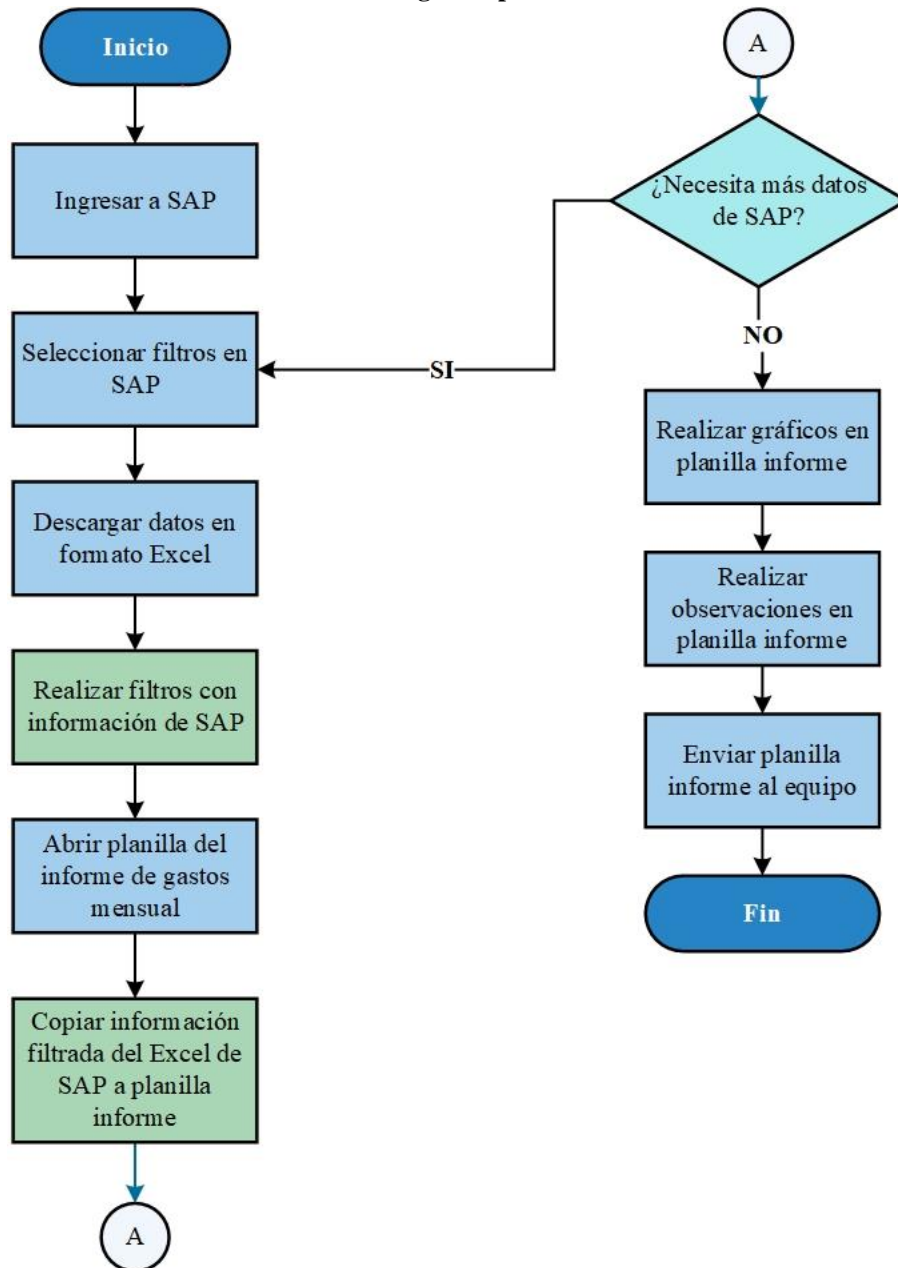 Inicio
Ingresar a SAP
Seleccionar filtros en
SAP
Descargar datos en
formato Excel
Realizar filtros con
información de SAP
Abrir planilla del
informe de gastos
mensual
Copiar información
filtrada del Excel de
SAP a planilla
informe
A
A
¿Necesita más datos
de SAP?
SI
NO
Realizar gráficos en
planilla informe
Realizar
observaciones en
planilla informe
Enviar planilla
informe al equipo
Fin